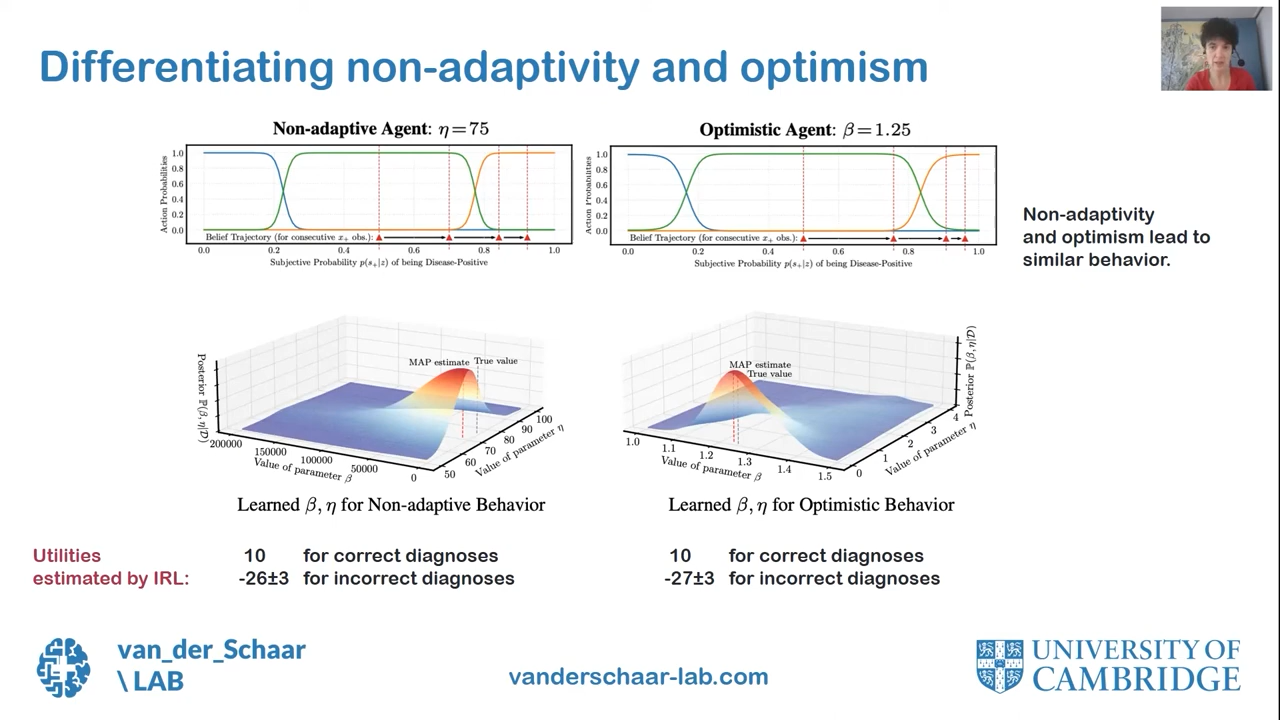 Differentiating non-adaptivity and optimism
Non-adaptive Agent: η=75
Action Probabilities
1.0
0.8
0.6
0.4
0.2
0.0
Belief Trajectory (for consecutive x₊ obs.):
0.0 0.2 0.4 0.6 0.8 1.0
Subjective Probability p(s₊|z) of being Disease-Positive
Optimistic Agent: β=1.25
Action Probabilities
1.0
0.8
0.6
0.4
0.2
0.0
Belief Trajectory (for consecutive x₊ obs.):
0.0 0.2 0.4 0.6 0.8 1.0
Subjective Probability p(s₊|z) of being Disease-Positive
Non-adaptivity
and optimism lead to
similar behavior.
MAP estimate
True value
Posterior ℙ(β, η|𝒟)
200000
150000
100000
50000
0
Value of parameter β
50
60
70
80
90
100
Value of parameter η
Learned β, η for Non-adaptive Behavior
MAP estimate
True value
Posterior ℙ(β, η|𝒟)
1.0
1.1
1.2
1.3
1.4
1.5
Value of parameter β
0
1
2
3
4
Value of parameter η
Learned β, η for Optimistic Behavior
Utilities
estimated by IRL:
10 for correct diagnoses
-26±3 for incorrect diagnoses
10 for correct diagnoses
-27±3 for incorrect diagnoses
van_der_Schaar
\ LAB
vanderschaar-lab.com
UNIVERSITY OF
CAMBRIDGE